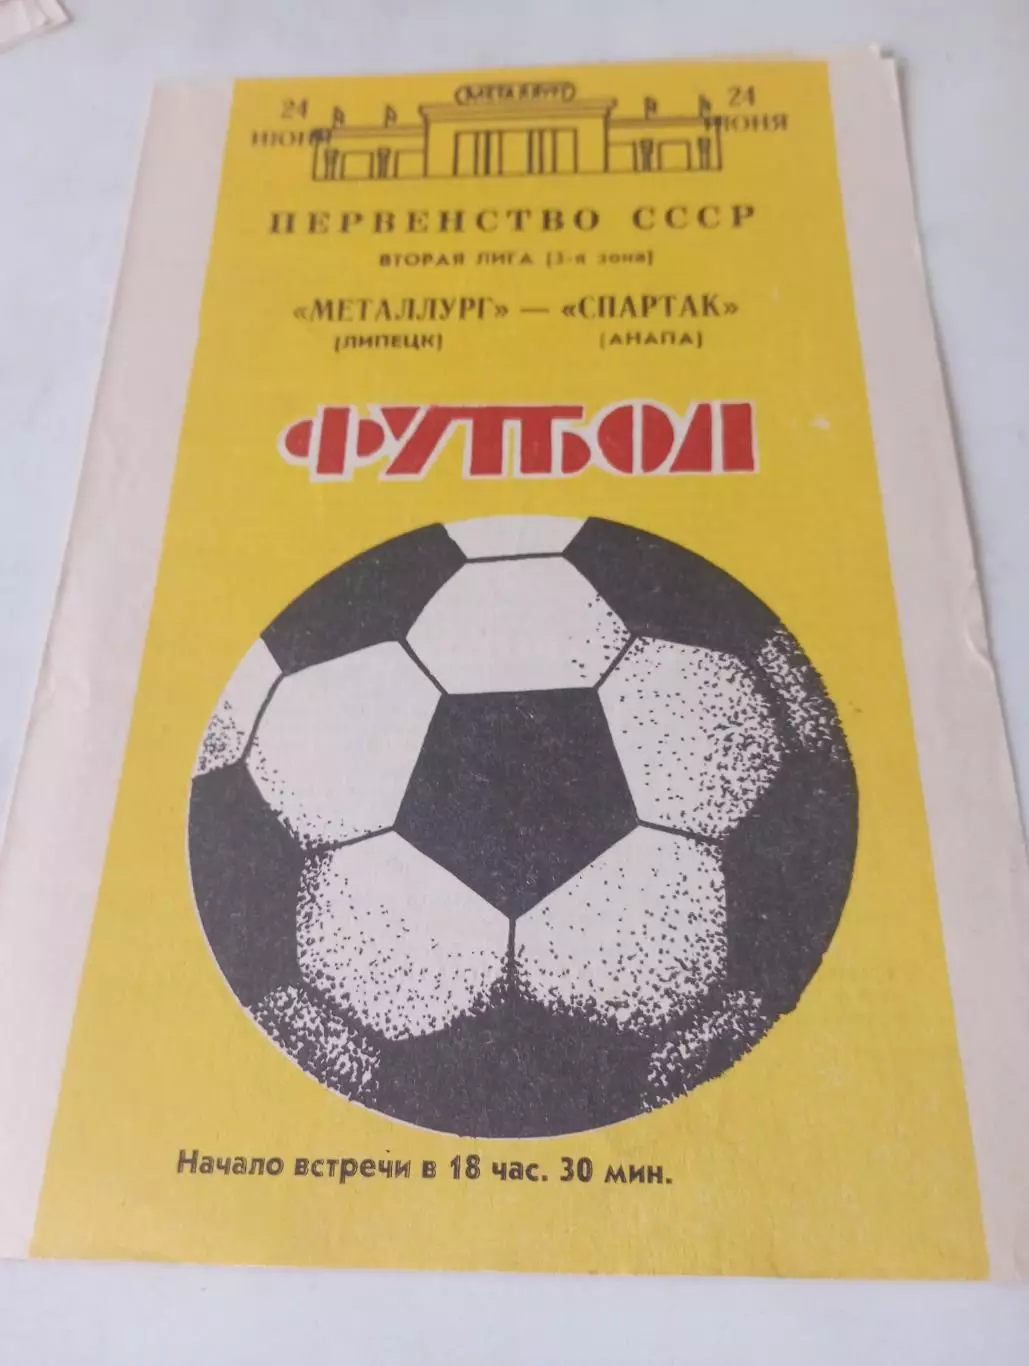 МЕТАЛЛУРГ
24 ИЮНЯ
24 ИЮНЯ
ПЕРВЕНСТВО СССР
ВТОРАЯ ЛИГА (3-я зона)
«МЕТАЛЛУРГ» — «СПАРТАК»
(ЛИПЕЦК) (АНАПА)
ФУТБОЛ
Начало встречи в 18 час. 30 мин.